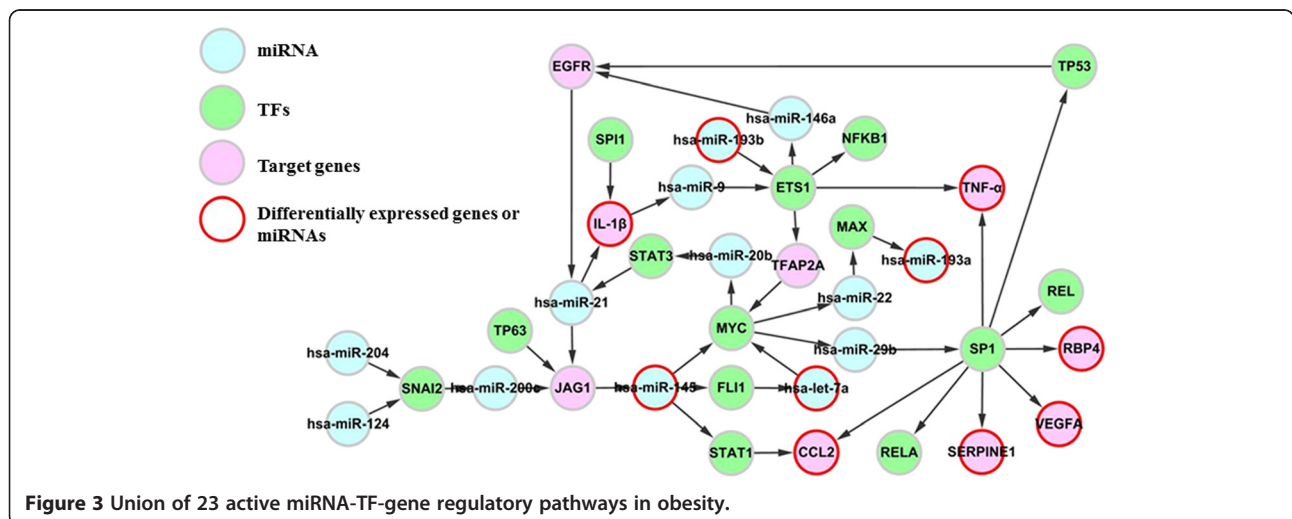 miRNA
TFs
Target genes
Differentially expressed genes or
miRNAs
EGFR
TP53
hsa-miR-146a
SPI1
hsa-miR-193b
NFKB1
hsa-miR-9
ETS1
TNF-α
IL-1β
MAX
STAT3
hsa-miR-20b
TFAP2A
hsa-miR-193a
hsa-miR-21
hsa-miR-22
REL
TP63
MYC
hsa-miR-29b
SP1
RBP4
hsa-miR-204
SNAI2
hsa-miR-200c
JAG1
hsa-miR-145
FLI1
hsa-let-7a
hsa-miR-124
VEGFA
STAT1
CCL2
RELA
SERPINE1
Figure 3 Union of 23 active miRNA-TF-gene regulatory pathways in obesity.